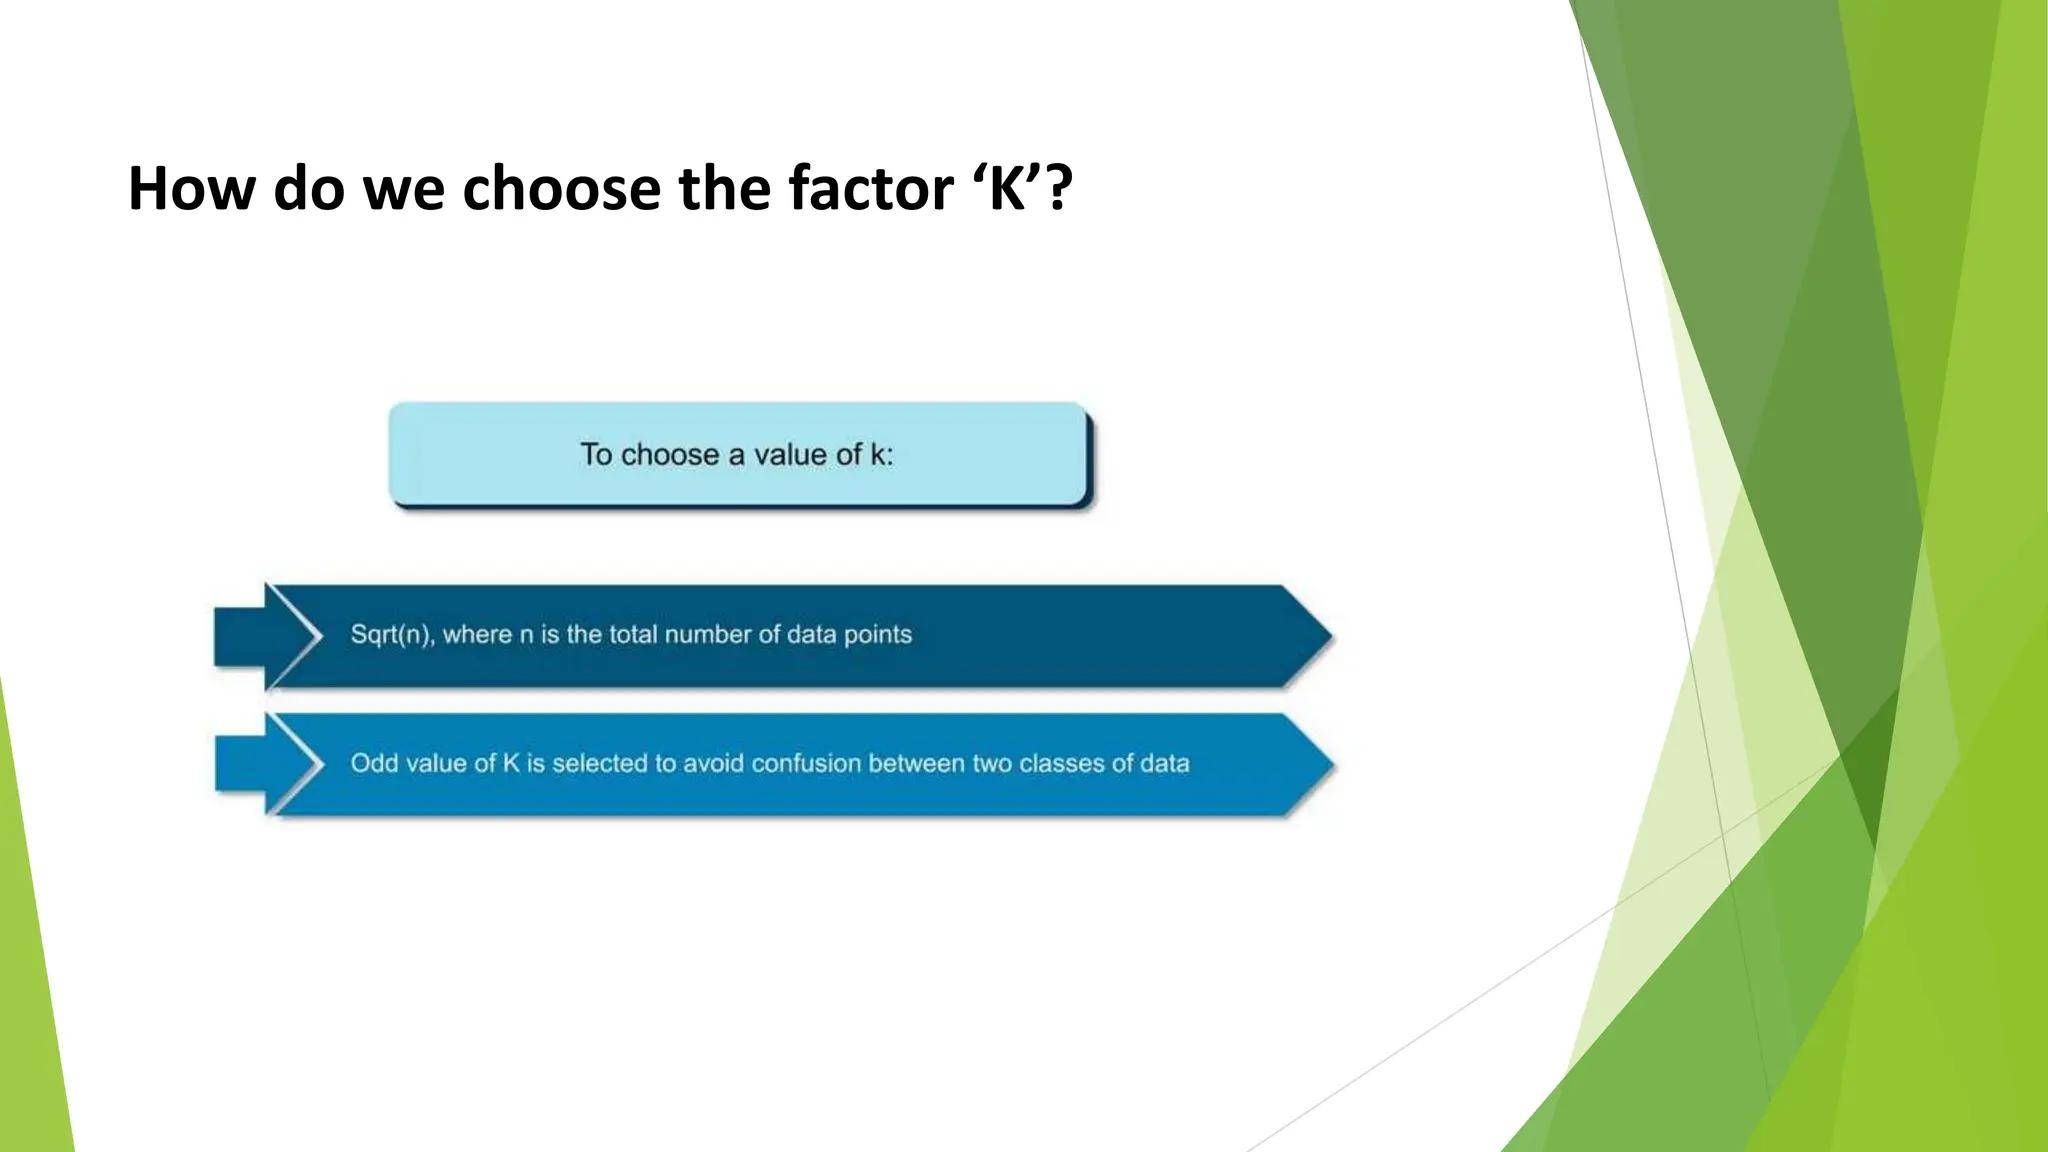 How do we choose the factor ‘K’?
To choose a value of k:
Sqrt(n), where n is the total number of data points
Odd value of K is selected to avoid confusion between two classes of data